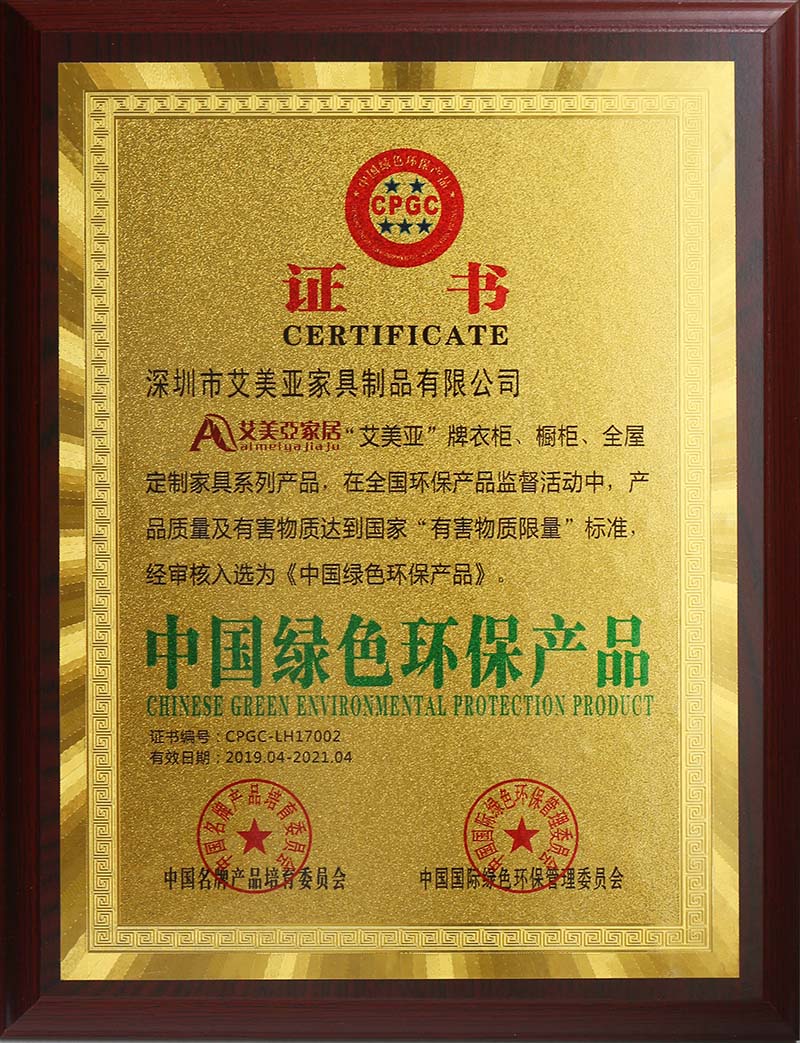 中国绿色环保产品
CPGC
证 书
CERTIFICATE
深圳市艾美亚家具制品有限公司
艾美亞家居 “艾美亚”牌衣柜、橱柜、全屋
aimeiyajiaju
定制家具系列产品，在全国环保产品监督活动中，产
品质量及有害物质达到国家“有害物质限量”标准，
经审核入选为《中国绿色环保产品》。
中国绿色环保产品
CHINESE GREEN ENVIRONMENTAL PROTECTION PRODUCT
证书编号：CPGC-LH17002
有效日期：2019.04-2021.04
中国名牌产品培育委员会
中国国际绿色环保管理委员会
中国名牌产品培育委员会
中国国际绿色环保管理委员会